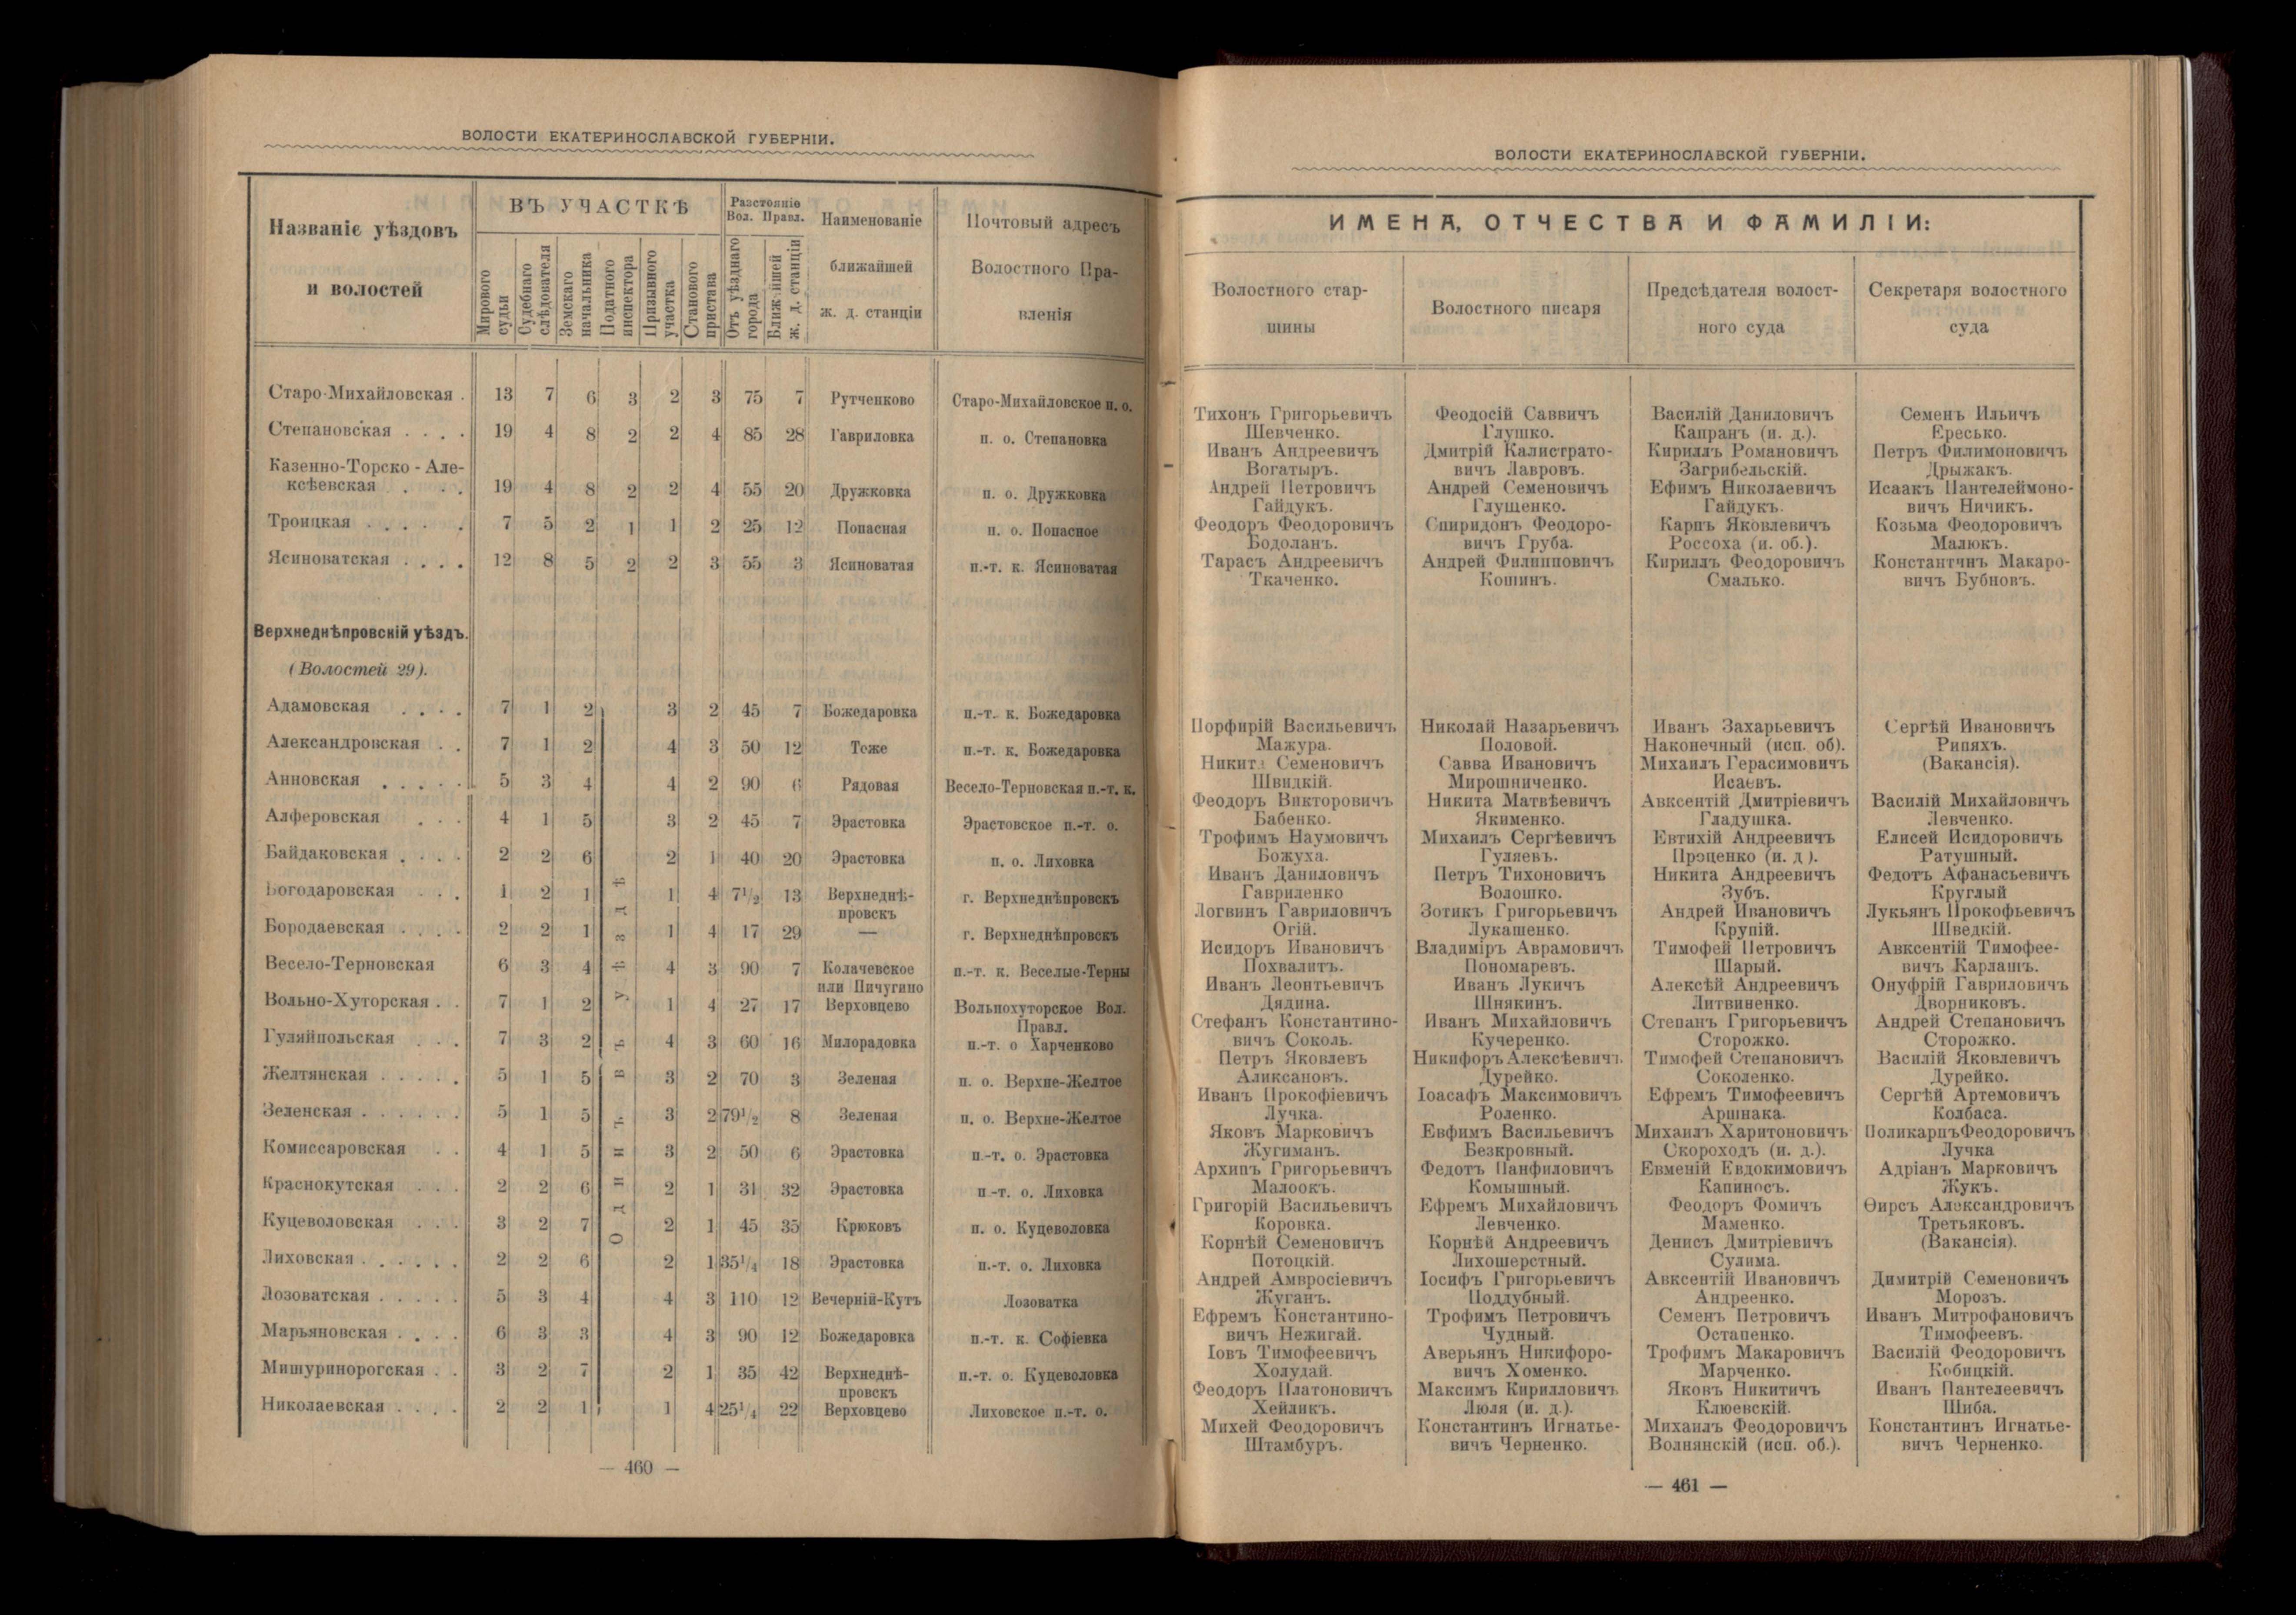 ВОЛОСТИ ЕКАТЕРИНОСЛАВСКОЙ ГУБЕРНІИ.
Названіе уѣздовъ и волостей
ВЪ УЧАСТКѢ
Мирового судьи
Судебнаго слѣдователя
Земскаго начальника
Податного инспектора
Призывного участка
Станового пристава
Разстояніе Вол. Правл.
Отъ уѣзднаго города
Ближ йшей ж. д. станціи
Наименованіе ближайшей ж. д. станціи
Почтовый адресъ Волостного Пра-
вленія
Старо-Михайловская . 13 7 6 3 2 3 75 7 Рутченково Старо-Михайловское п. о.
Степановская . . . . 19 4 8 2 2 4 85 28 Гавриловка п. о. Степановка
Казенно-Торско - Але-
ксѣевская . . . 19 4 8 2 2 4 55 20 Дружковка п. о. Дружковка
Троицкая . . . . . 7 5 2 1 1 2 25 12 Попасная п. о. Попасное
Ясиноватская . . . . 12 8 5 2 2 3 55 3 Ясиноватая п.-т. к. Ясиноватая
Верхнеднѣпровскій уѣздъ.
(Волостей 29).
Адамовская . . . . 7 1 2 3 2 45 7 Божедаровка п.-т. к. Божедаровка
Александровская . . 7 1 2 4 3 50 12 Тоже п.-т. к. Божедаровка
Анновская . . . . . 5 3 4 4 2 90 6 Рядовая Весело-Терновская п.-т. к.
Алферовская . . . 4 1 5 3 2 45 7 Эрастовка Эрастовское п.-т. о.
Байдаковская . . . . 2 2 6 2 1 40 20 Эрастовка п. о. Лиховка
Богодаровская . . . 1 2 1 1 4 7½ 13 Верхнеднѣ- г. Верхнеднѣпровскъ
провскъ
Бородаевская . . . . 2 2 1 1 4 17 29 — г. Верхнеднѣпровскъ
Весело-Терновская 6 3 4 4 3 90 7 Колачевское п.-т. к. Веселые-Терны
или Пичугино
Вольно-Хуторская . . 7 1 2 1 4 27 17 Верховцево Вольнохуторское Вол.
Правл.
Гуляйпольская . . . 7 3 2 4 3 60 16 Милорадовка п.-т. о Харченково
Желтянская . . . . . 5 1 5 3 2 70 3 Зеленая п. о. Верхне-Желтое
Зеленская . . . . . . 5 1 5 3 2 79½ 8 Зеленая п. о. Верхне-Желтое
Комиссаровская . . 4 1 5 3 2 50 6 Эрастовка п.-т. о. Эрастовка
Краснокутская . . . 2 2 6 2 1 31 32 Эрастовка п.-т. о. Лиховка
Куцеволовская . . . 3 2 7 2 1 45 35 Крюковъ п. о. Куцеволовка
Лиховская . . . . . . 2 2 6 2 1 35¼ 18 Эрастовка п.-т. о. Лиховка
Лозоватская . . . . . 5 3 4 4 3 110 12 Вечерній-Кутъ Лозоватка
Марьяновская . . . . 6 3 3 4 3 90 12 Божедаровка п.-т. к. Софіевка
Мишуринорогская . . 3 2 7 2 1 35 42 Верхнеднѣ- п.-т. о. Куцеволовка
провскъ
Николаевская . . . . 2 2 1 1 4 25¼ 22 Верховцево Лиховское п.-т. о.
Одинъ въ уѣздѣ
— 460 —
ВОЛОСТИ ЕКАТЕРИНОСЛАВСКОЙ ГУБЕРНІИ.
ИМЕНА, ОТЧЕСТВА И ФАМИЛІИ:
Волостного стар- Волостного писаря Предсѣдателя волост- Секретаря волостного
шины ного суда суда
Тихонъ Григорьевичъ Феодосій Саввичъ Василій Даниловичъ Семенъ Ильичъ
Шевченко. Глушко. Капранъ (и. д.). Ересько.
Иванъ Андреевичъ Дмитрій Калистрато- Кириллъ Романовичъ Петръ Филимоновичъ
Богатыръ. вичъ Лавровъ. Загрибельскій. Дрыжакъ.
Андрей Петровичъ Андрей Семеновичъ Ефимъ Николаевичъ Исаакъ Пантелеймоно-
Гайдукъ. Глущенко. Гайдукъ. вичъ Ничикъ.
Феодоръ Феодоровичъ Спиридонъ Феодоро- Карпъ Яковлевичъ Козьма Феодоровичъ
Бодоланъ. вичъ Груба. Россоха (и. об.). Малюкъ.
Тарасъ Андреевичъ Андрей Филипповичъ Кириллъ Феодоровичъ Константинъ Макаро-
Ткаченко. Кошинъ. Смалько. вичъ Бубновъ.
Порфирій Васильевичъ Николай Назарьевичъ Иванъ Захарьевичъ Сергѣй Ивановичъ
Мажура. Половой. Наконечный (исп. об). Рипяхъ.
Никит Семеновичъ Савва Ивановичъ Михаилъ Герасимовичъ (Вакансія).
Швидкій. Мирошниченко. Исаевъ.
Феодоръ Викторовичъ Никита Матвѣевичъ Авксентій Дмитріевичъ Василій Михайловичъ
Бабенко. Якименко. Гладушка. Левченко.
Трофимъ Наумовичъ Михаилъ Сергѣевичъ Евтихій Андреевичъ Елисей Исидоровичъ
Божуха. Гуляевъ. Проценко (и. д ). Ратушный.
Иванъ Даниловичъ Петръ Тихоновичъ Никита Андреевичъ Федотъ Афанасьевичъ
Гавриленко Волошко. Зубъ. Круглый
Логвинъ Гавриловичъ Зотикъ Григорьевичъ Андрей Ивановичъ Лукьянъ Прокофьевичъ
Огій. Лукашенко. Крупій. Шведкій.
Исидоръ Ивановичъ Владиміръ Аврамовичъ Тимофей Петровичъ Авксентій Тимофее-
Похвалитъ. Пономаревъ. Шарый. вичъ Карлашъ.
Иванъ Леонтьевичъ Иванъ Лукичъ Алексѣй Андреевичъ Онуфрій Гавриловичъ
Дядина. Шнякинъ. Литвиненко. Дворниковъ.
Стефанъ Константино- Иванъ Михайловичъ Степанъ Григорьевичъ Андрей Степановичъ
вичъ Соколь. Кучеренко. Сторожко. Сторожко.
Петръ Яковлевъ Никифоръ Алексѣевичъ Тимофей Степановичъ Василій Яковлевичъ
Аликсановъ. Дурейко. Соколенко. Дурейко.
Иванъ Прокофіевичъ Іоасафъ Максимовичъ Ефремъ Тимофеевичъ Сергѣй Артемовичъ
Лучка. Роленко. Аршнака. Колбаса.
Яковъ Марковичъ Евфимъ Васильевичъ Михаилъ Харитоновичъ Поликарпъ Феодоровичъ
Жугиманъ. Безкровный. Скороходъ (и. д.). Лучка
Архипъ Григорьевичъ Федотъ Панфиловичъ Евменій Евдокимовичъ Адріанъ Марковичъ
Малоокъ. Комышный. Капиносъ. Жукъ.
Григорій Васильевичъ Ефремъ Михайловичъ Феодоръ Фомичъ Ѳирсъ Александровичъ
Коровка. Левченко. Маменко. Третьяковъ.
Корнѣй Семеновичъ Корнѣй Андреевичъ Денисъ Дмитріевичъ (Вакансія).
Потоцкій. Лихошерстный. Сулима.
Андрей Амвросіевичъ Іосифъ Григорьевичъ Авксентій Ивановичъ Димитрій Семеновичъ
Жуганъ. Поддубный. Андреенко. Морозъ.
Ефремъ Константино- Трофимъ Петровичъ Семенъ Петровичъ Иванъ Митрофановичъ
вичъ Нежигай. Чудный. Остапенко. Тимофеевъ.
Іовъ Тимофеевичъ Аверьянъ Никифоро- Трофимъ Макаровичъ Василій Феодоровичъ
Холудай. вичъ Хоменко. Марченко. Кобицкій.
Феодоръ Платоновичъ Максимъ Кирилловичъ Яковъ Никитичъ Иванъ Пантелеевичъ
Хейликъ. Люля (и. д.). Клюевскій. Шиба.
Михей Феодоровичъ Константинъ Игнатье- Михаилъ Феодоровичъ Константинъ Игнатье-
Штамбуръ. вичъ Черненко. Волнянскій (исп. об.). вичъ Черненко.
— 461 —